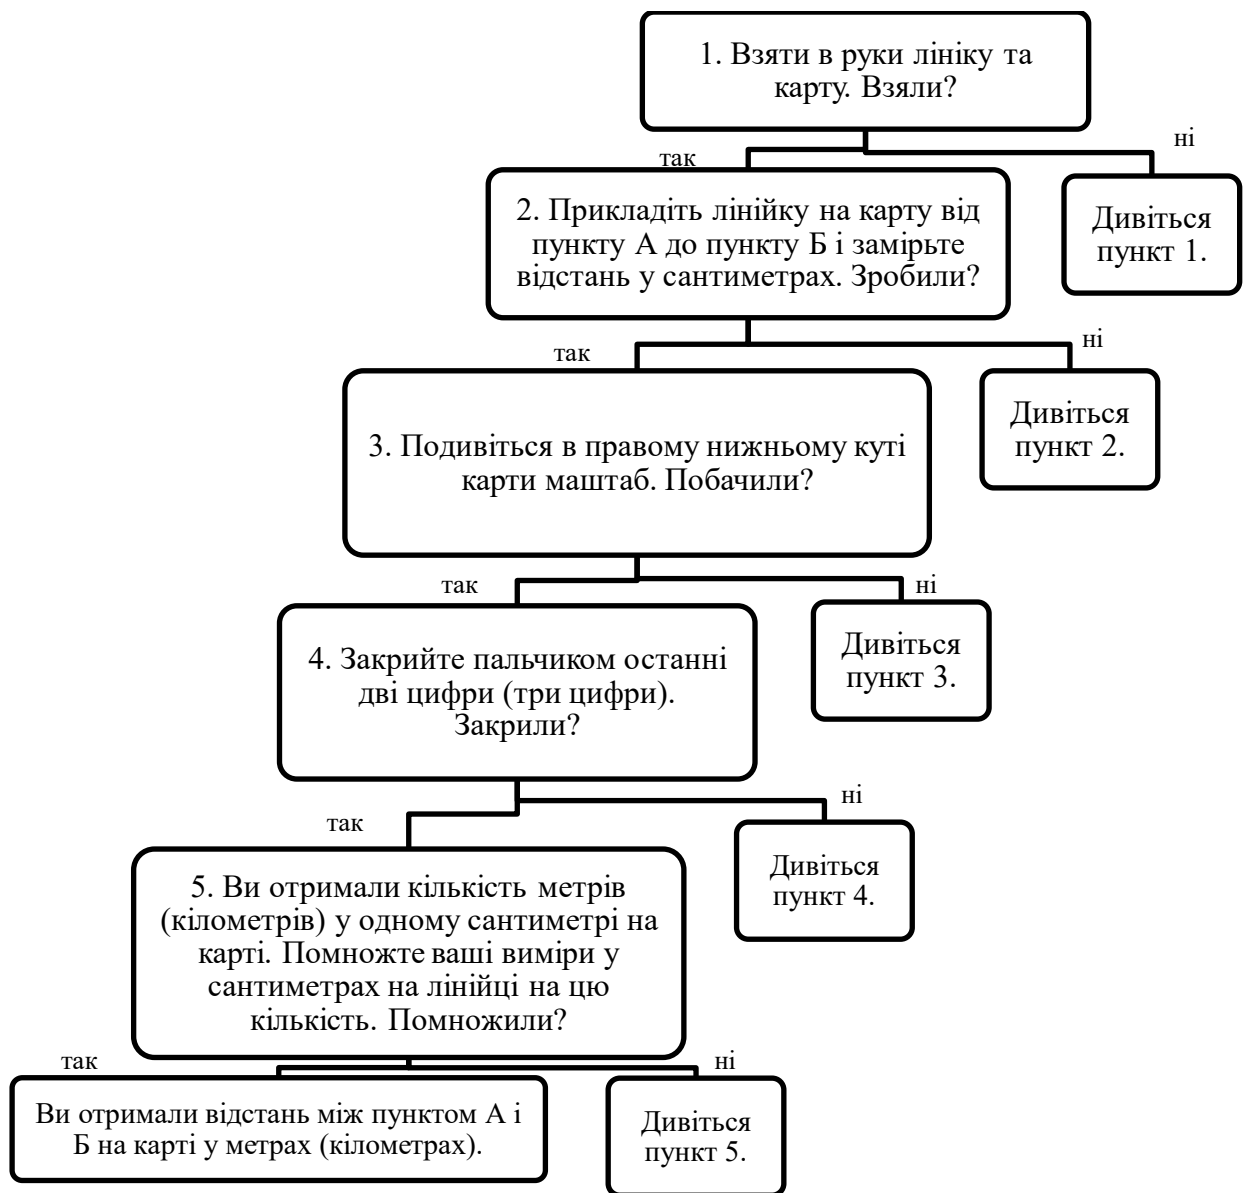 1. Взяти в руки лініку та
карту. Взяли?
так
ні
2. Прикладіть лінійку на карту від
пункту А до пункту Б і замірьте
відстань у сантиметрах. Зробили?
Дивіться
пункт 1.
так
ні
3. Подивіться в правому нижньому куті
карти маштаб. Побачили?
Дивіться
пункт 2.
так
ні
4. Закрийте пальчиком останні
дві цифри (три цифри).
Закрили?
Дивіться
пункт 3.
так
ні
5. Ви отримали кількість метрів
(кілометрів) у одному сантиметрі на
карті. Помножте ваші виміри у
сантиметрах на лінійці на цю
кількість. Помножили?
Дивіться
пункт 4.
так
ні
Ви отримали відстань між пунктом А і
Б на карті у метрах (кілометрах).
Дивіться
пункт 5.